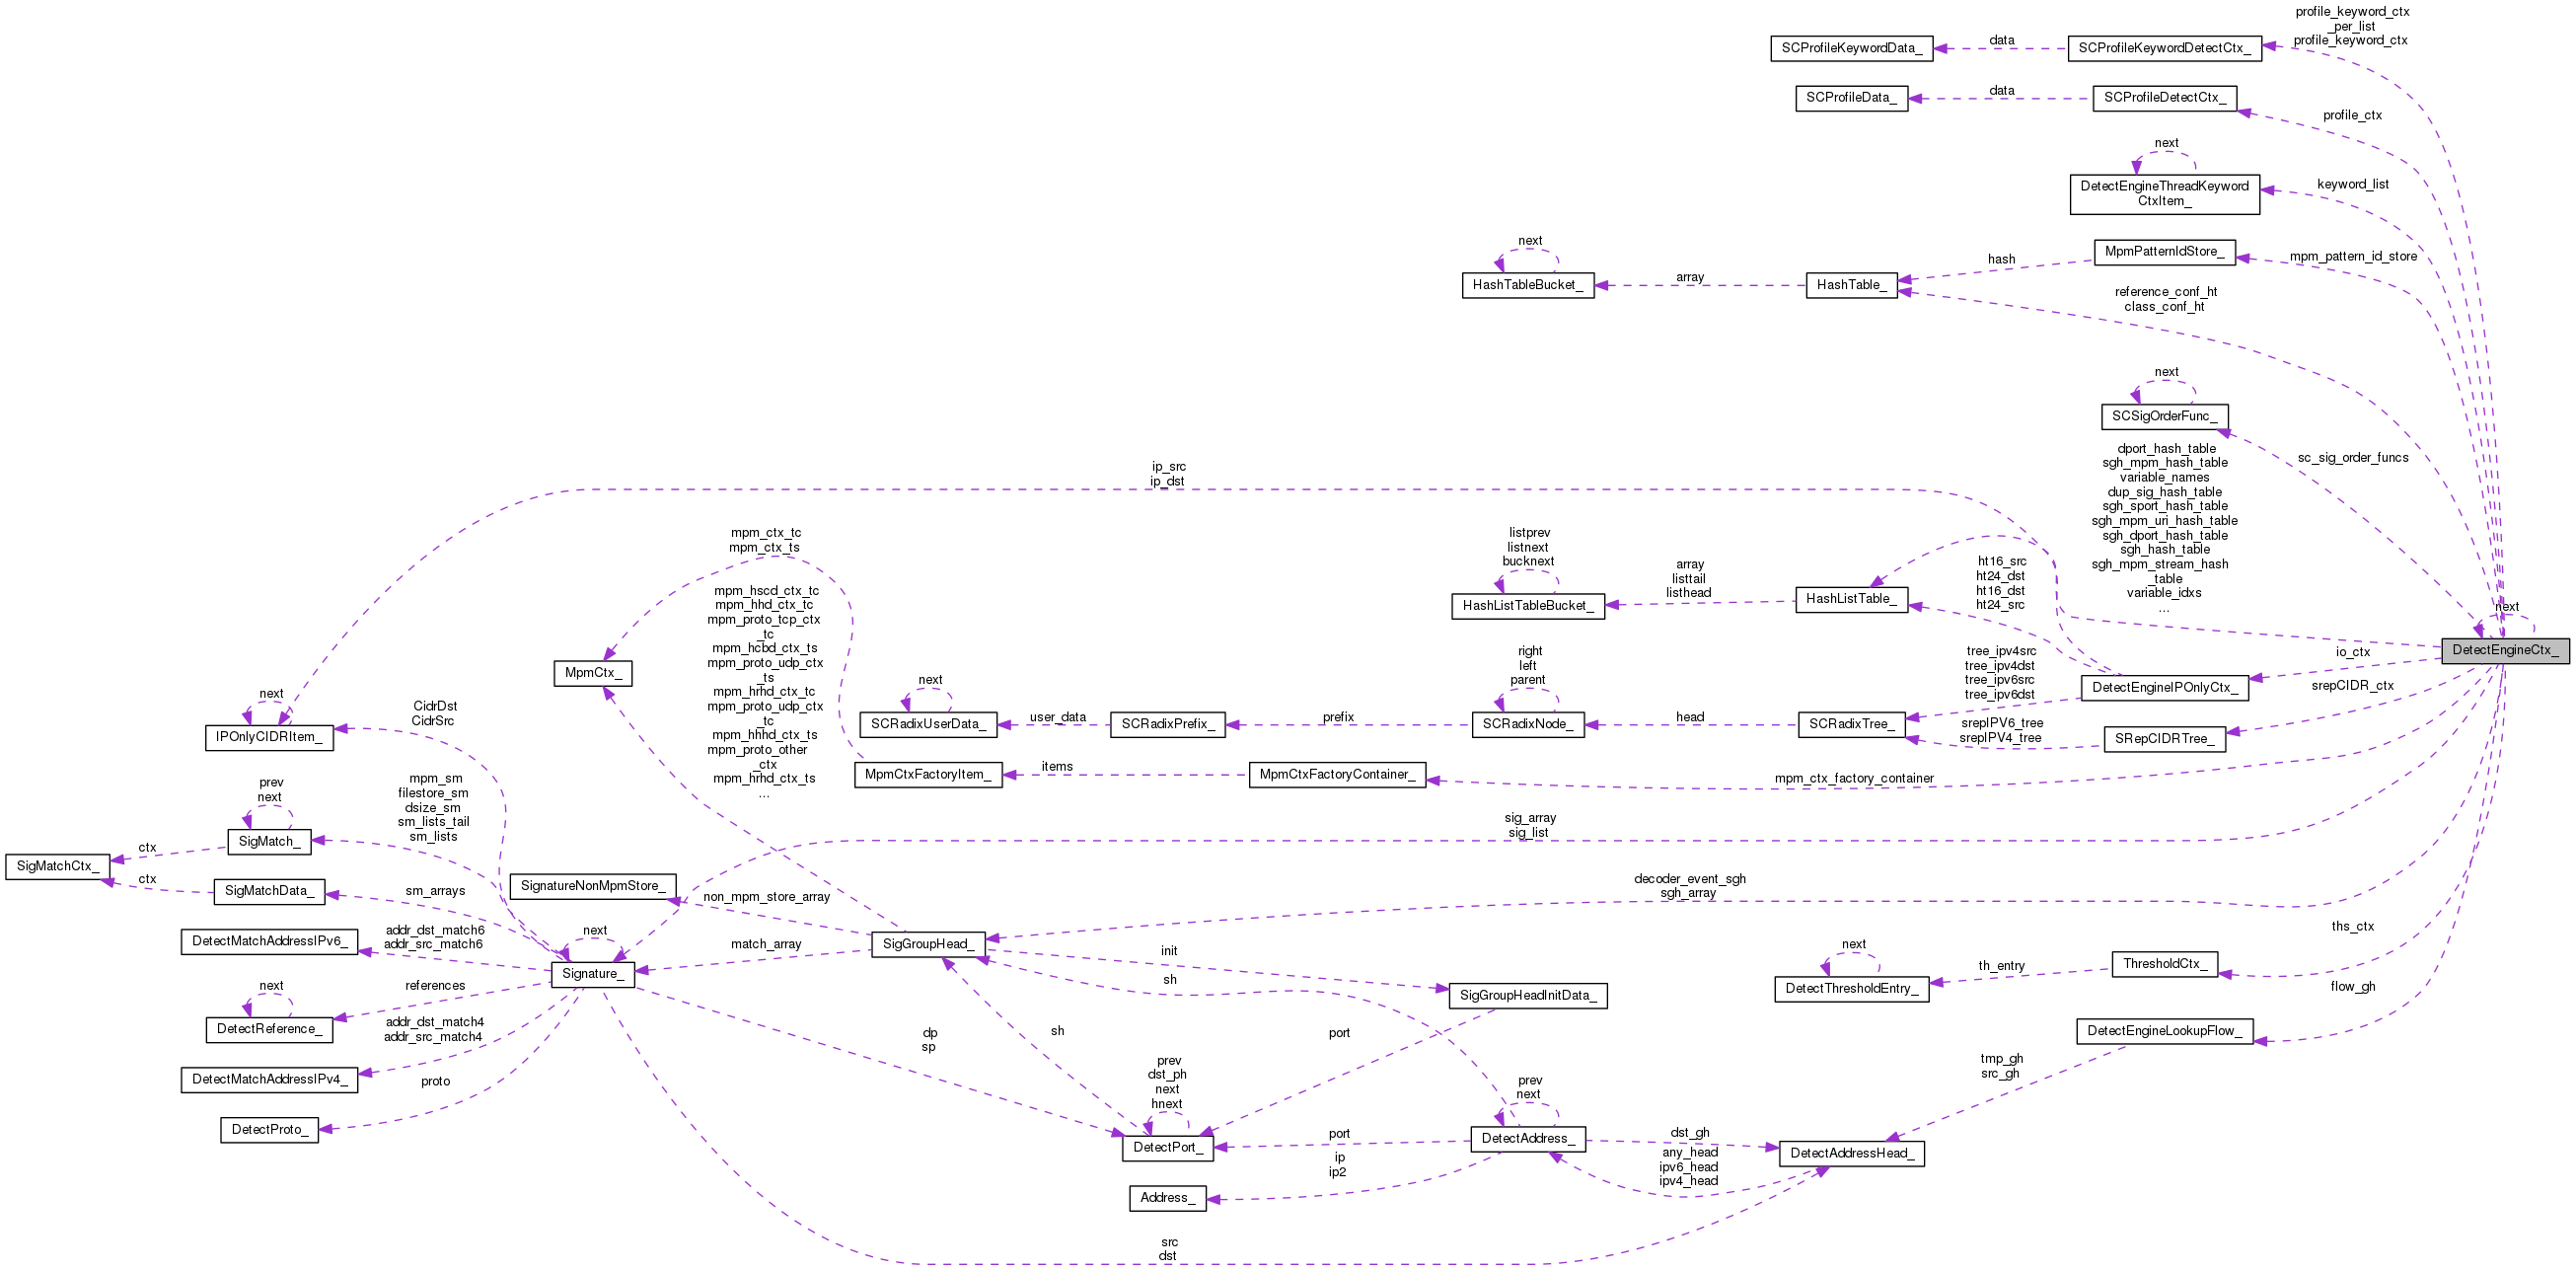 profile_keyword_ctx
_per_list
profile_keyword_ctx
SCProfileKeywordData_
data
SCProfileKeywordDetectCtx_
SCProfileData_
data
SCProfileDetectCtx_
profile_ctx
next
DetectEngineThreadKeyword
CtxItem_
keyword_list
next
HashTableBucket_
array
HashTable_
hash
MpmPatternIdStore_
mpm_pattern_id_store
reference_conf_ht
class_conf_ht
next
SCSigOrderFunc_
sc_sig_order_funcs
dport_hash_table
sgh_mpm_hash_table
variable_names
dup_sig_hash_table
sgh_sport_hash_table
sgh_mpm_uri_hash_table
sgh_dport_hash_table
sgh_hash_table
sgh_mpm_stream_hash
_table
variable_idxs
...
ip_src
ip_dst
mpm_ctx_tc
mpm_ctx_ts
listprev
listnext
bucknext
HashListTableBucket_
array
listtail
listhead
HashListTable_
ht16_src
ht24_dst
ht16_dst
ht24_src
next
DetectEngineCtx_
io_ctx
DetectEngineIPOnlyCtx_
mpm_hscd_ctx_tc
mpm_hhd_ctx_tc
mpm_proto_tcp_ctx
_tc
mpm_hcbd_ctx_ts
mpm_proto_udp_ctx
_ts
mpm_hrhd_ctx_tc
mpm_proto_udp_ctx
_tc
mpm_hhhd_ctx_ts
mpm_proto_other
_ctx
mpm_hrhd_ctx_ts
...
MpmCtx_
next
SCRadixUserData_
user_data
SCRadixPrefix_
prefix
right
left
parent
SCRadixNode_
head
SCRadixTree_
tree_ipv4src
tree_ipv4dst
tree_ipv6src
tree_ipv6dst
srepIPV6_tree
srepIPV4_tree
SRepCIDRTree_
srepCIDR_ctx
next
IPOnlyCIDRItem_
CidrDst
CidrSrc
MpmCtxFactoryItem_
items
MpmCtxFactoryContainer_
mpm_ctx_factory_container
prev
next
SigMatch_
mpm_sm
filestore_sm
dsize_sm
sm_lists_tail
sm_lists
sig_array
sig_list
SigMatchCtx_
ctx
ctx
SigMatchData_
sm_arrays
SignatureNonMpmStore_
non_mpm_store_array
decoder_event_sgh
sgh_array
DetectMatchAddressIPv6_
addr_dst_match6
addr_src_match6
next
Signature_
match_array
SigGroupHead_
init
sh
SigGroupHeadInitData_
next
DetectThresholdEntry_
th_entry
ThresholdCtx_
ths_ctx
next
DetectReference_
references
addr_dst_match4
addr_src_match4
DetectMatchAddressIPv4_
proto
DetectProto_
dp
sp
sh
port
flow_gh
DetectEngineLookupFlow_
tmp_gh
src_gh
prev
dst_ph
next
hnext
DetectPort_
port
prev
next
DetectAddress_
dst_gh
any_head
ipv6_head
ipv4_head
DetectAddressHead_
ip
ip2
Address_
src
dst